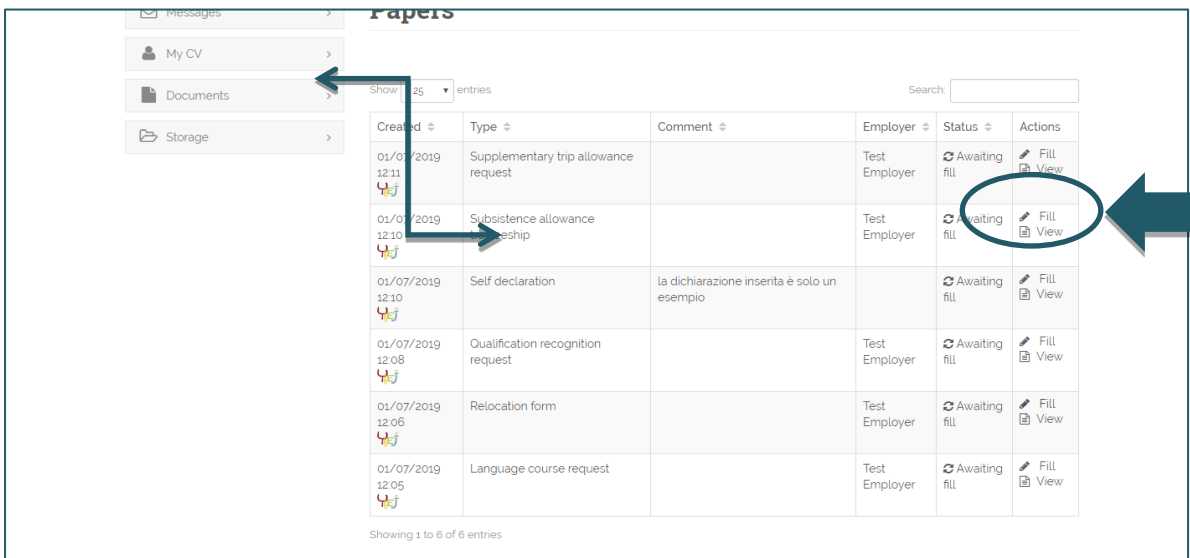 Messages
Papers
My CV
Documents
Storage
Show 25 entries
Search:
Created Type Comment Employer Status Actions
01/07/2019 Supplementary trip allowance Test Awaiting Fill
12:11 request Employer fill View
01/07/2019 Subsistence allowance Test Awaiting Fill
12:10 Employer fill View
01/07/2019 Self declaration la dichiarazione inserita è solo un Awaiting Fill
12:10 esempio fill View
01/07/2019 Qualification recognition Test Awaiting Fill
12:08 request Employer fill View
01/07/2019 Relocation form Test Awaiting Fill
12:06 Employer fill View
01/07/2019 Language course request Test Awaiting Fill
12:05 Employer fill View
Showing 1 to 6 of 6 entries